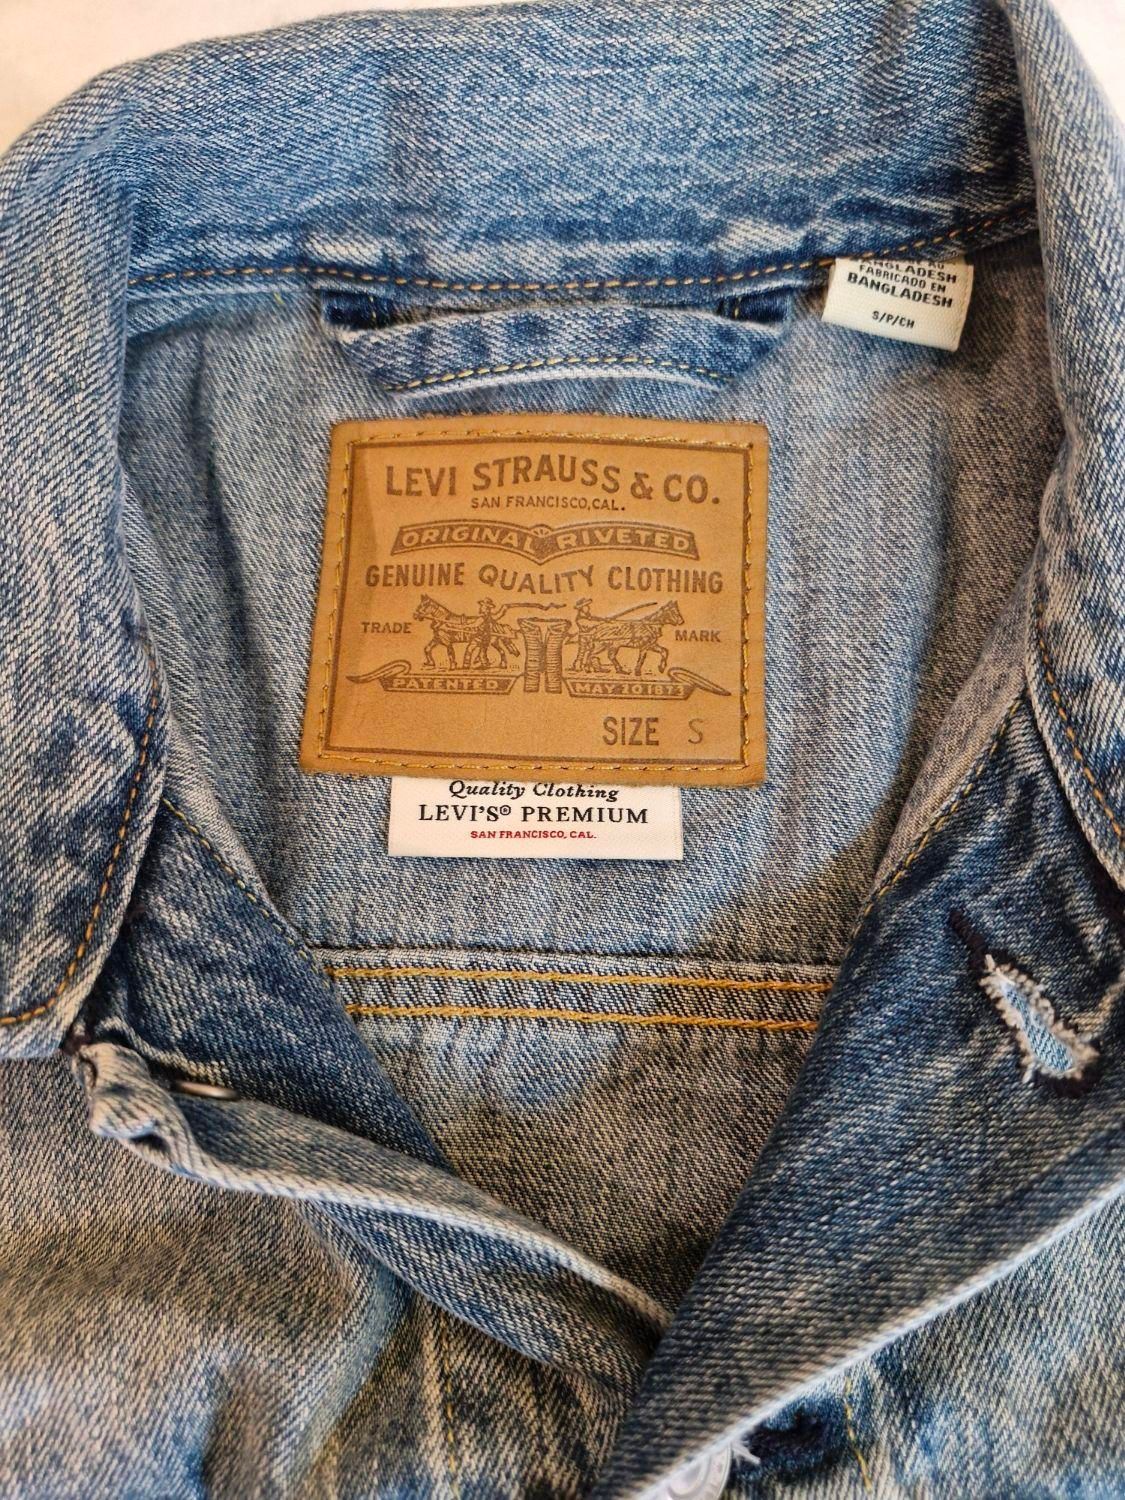 BANGLADESH
FABRICADO EN
BANGLADESH
S/P/CH
LEVI STRAUSS & CO.
SAN FRANCISCO, CAL.
ORIGINAL RIVETED
GENUINE QUALITY CLOTHING
TRADE MARK
PATENTED MAY 20 1873
SIZE S
Quality Clothing
LEVI'S® PREMIUM
SAN FRANCISCO, CAL.